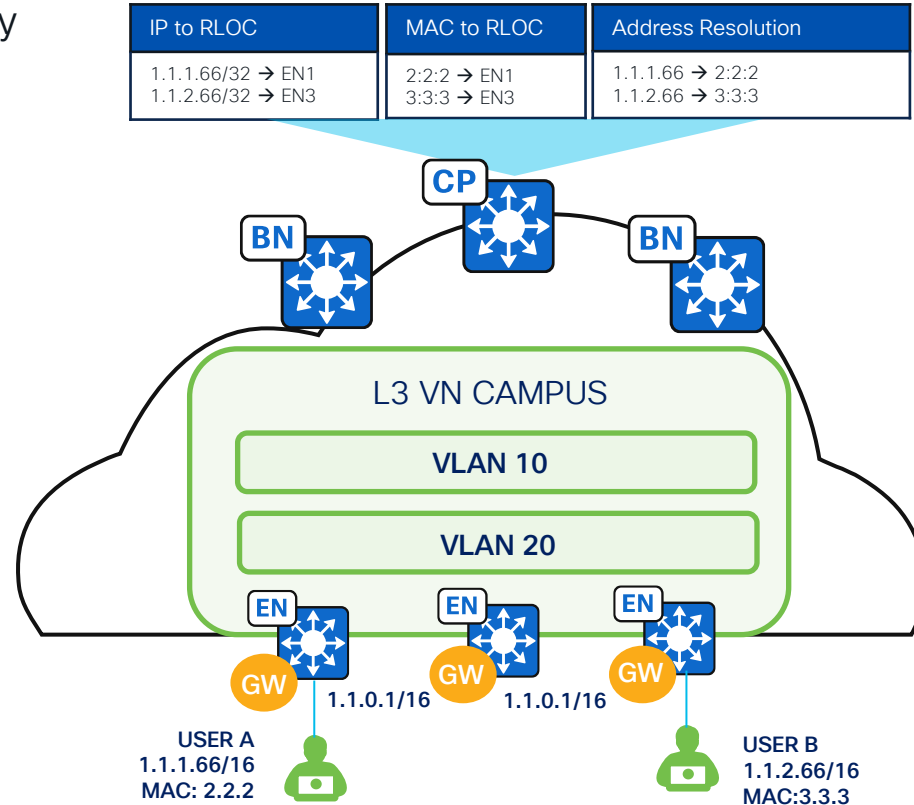 y
IP to RLOC
1.1.1.66/32 → EN1
1.1.2.66/32 → EN3
MAC to RLOC
2:2:2 → EN1
3:3:3 → EN3
Address Resolution
1.1.1.66 → 2:2:2
1.1.2.66 → 3:3:3
CP
BN
BN
L3 VN CAMPUS
VLAN 10
VLAN 20
EN
EN
EN
GW
GW
GW
1.1.0.1/16
1.1.0.1/16
USER A
1.1.1.66/16
MAC: 2.2.2
USER B
1.1.2.66/16
MAC:3.3.3